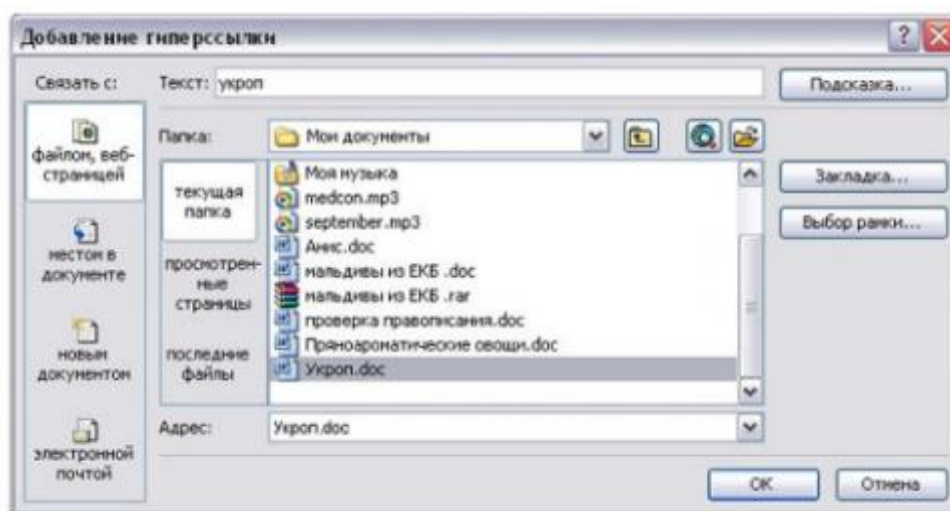 Добавление гиперссылки
Связать с:
Текст: укроп
Подсказка...
файлом, веб-
страницей
Папка:
Мои документы
текущая
папка
Моя музыка
medcon.mp3
september.mp3
Анис.doc
мальдивы из ЕКБ .doc
мальдивы из ЕКБ .rar
проверка правописания.doc
Пряноароматические овощи.doc
Укроп.doc
Закладка...
Выбор рамки...
местом в
документе
просмотрен-
ные
страницы
новым
документом
последние
файлы
электронной
почтой
Адрес:
Укроп.doc
ОК
Отмена